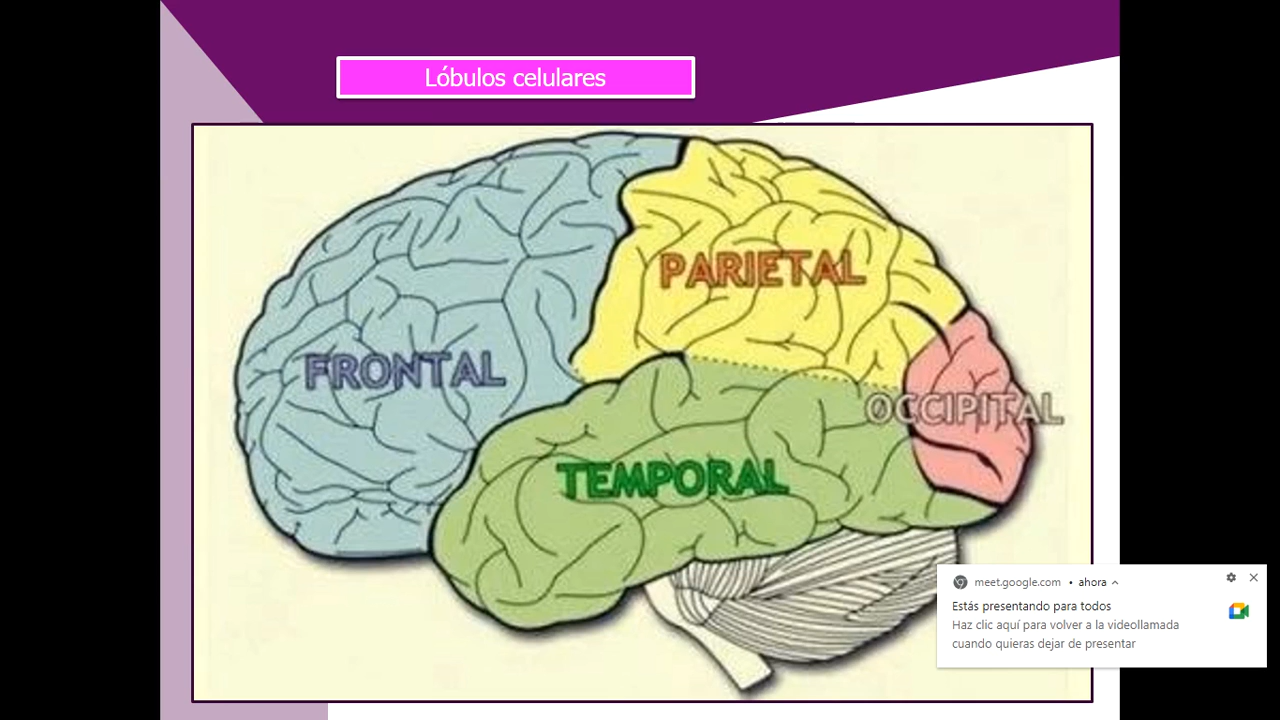 Lóbulos celulares
PARIETAL
FRONTAL
OCCIPITAL
TEMPORAL
meet.google.com • ahora
Estás presentando para todos
Haz clic aquí para volver a la videollamada
cuando quieras dejar de presentar